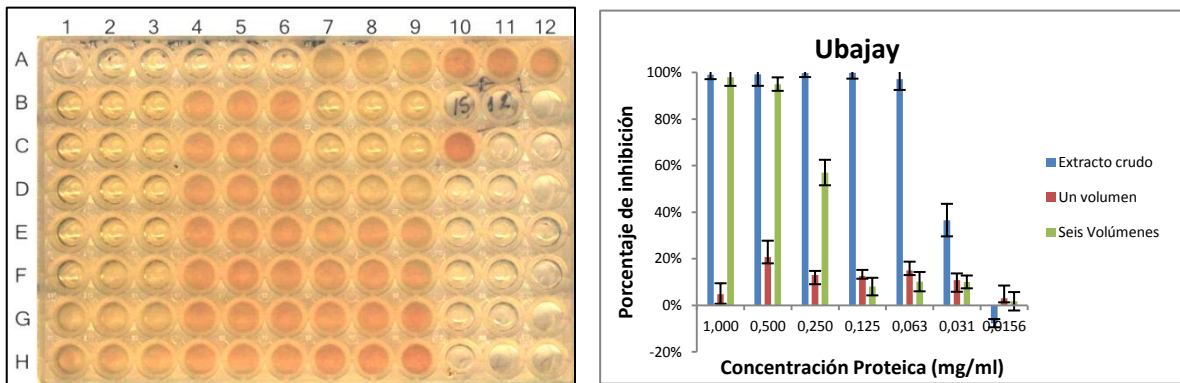 1 2 3 4 5 6 7 8 9 10 11 12
A
B 15 12
C
D
E
F
G
H
Ubajay
Porcentaje de inhibición
100%
80%
60%
40%
20%
0%
-20%
1,000 0,500 0,250 0,125 0,063 0,031 0,0156
Concentración Proteica (mg/ml)
Extracto crudo
Un volumen
Seis Volúmenes